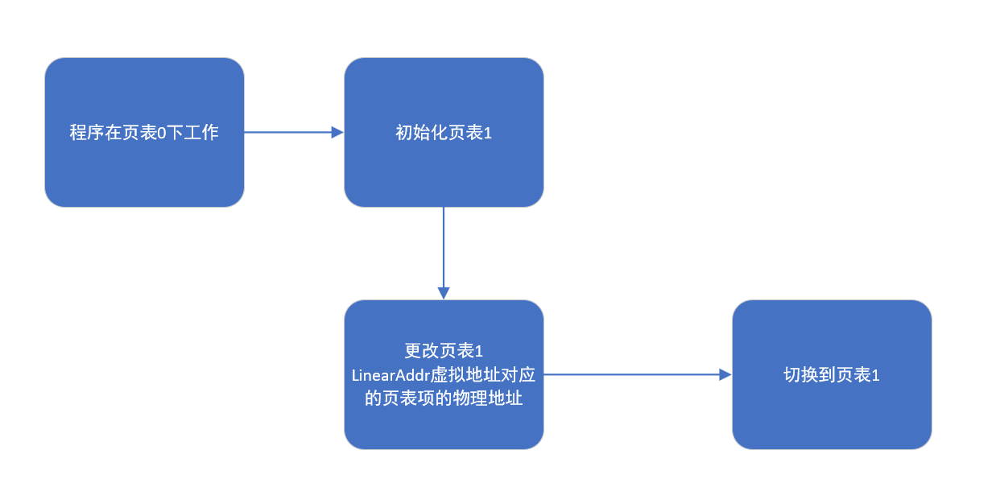 程序在页表0下工作
初始化页表1
更改页表1
LinearAddr虚拟地址对应
的页表项的物理地址
切换到页表1